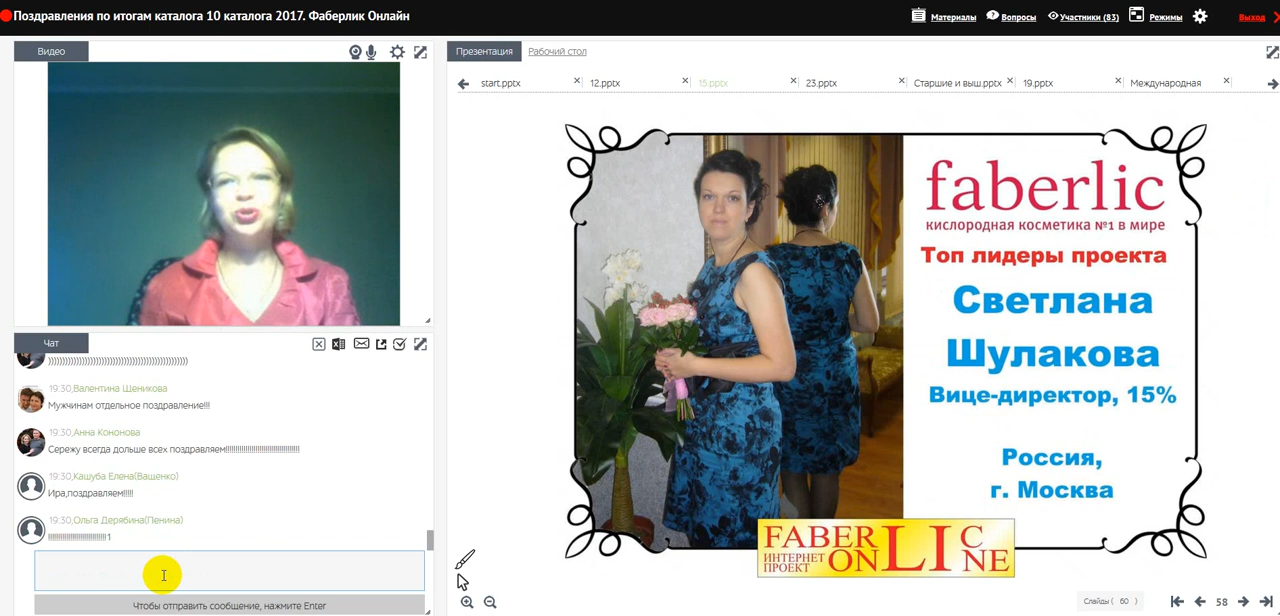 Поздравления по итогам каталога 10 каталога 2017. Фаберлик Онлайн
Материалы
Вопросы
Участники (83)
Режимы
Выход
Видео
Презентация
Рабочий стол
start.pptx
12.pptx
15.pptx
23.pptx
Старшие и выш.pptx
19.pptx
Международная
faberlic
кислородная косметика №1 в мире
Топ лидеры проекта
Светлана
Шулакова
Вице-директор, 15%
Россия,
г. Москва
FABERLIC
ИНТЕРНЕТ
ПРОЕКТ
ONLINE
Чат
19:30,Валентина Шеникова
Мужчинам отдельное поздравление!!!
19:30,Анна Кононова
Сережу всегда дольше всех поздравляем!!!!!!!!!!!!!!!!!!!!!!!!!!!!!!!!!!!!
19:30,Кашуба Елена(Ващенко)
Ира,поздравляем!!!!!
19:30,Ольга Дерябина(Пенина)
!!!!!!!!!!!!!!!!!!!!!!!!!!!!1
Чтобы отправить сообщение, нажмите Enter
Слайды ( 60 )
58